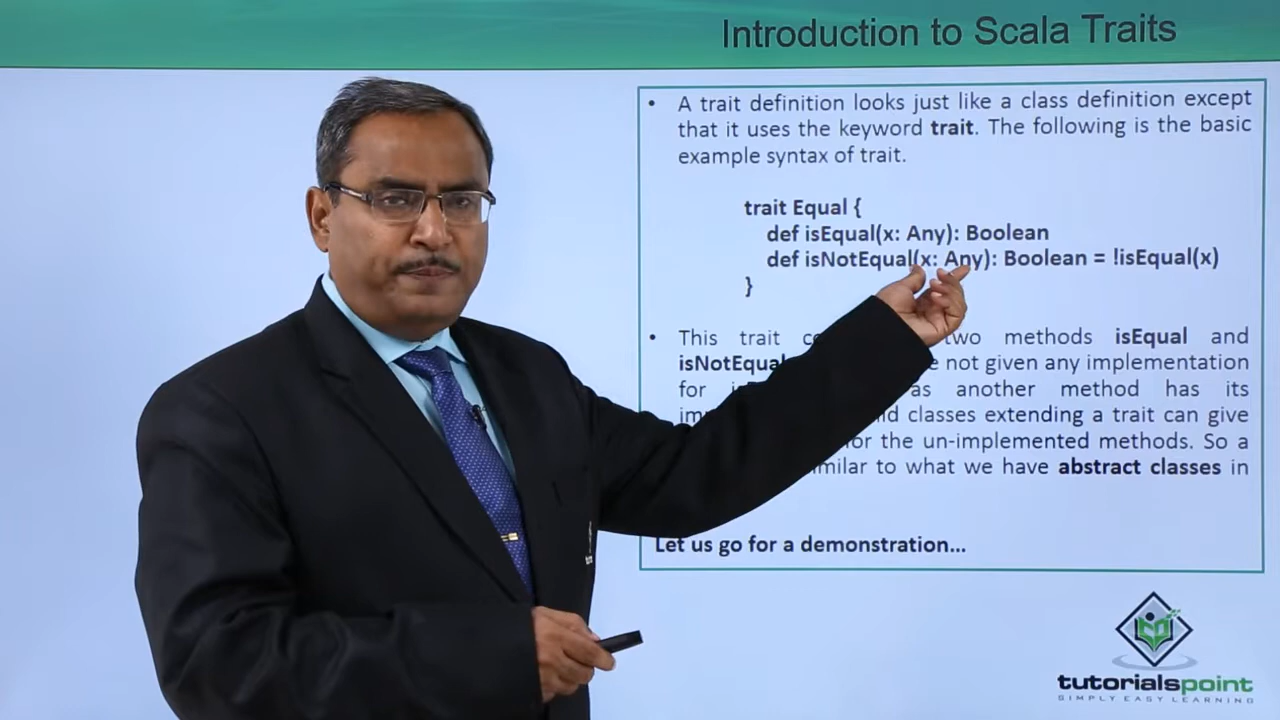 Introduction to Scala Traits
• A trait definition looks just like a class definition except
that it uses the keyword trait. The following is the basic
example syntax of trait.
trait Equal {
def isEqual(x: Any): Boolean
def isNotEqual(x: Any): Boolean = !isEqual(x)
}
• This trait two methods isEqual and
isNotEqual not given any implementation
for as another method has its
classes extending a trait can give
for the un-implemented methods. So a
what we have abstract classes in
Let us go for a demonstration...
tutorialspoint
SIMPLY EASY LEARNING